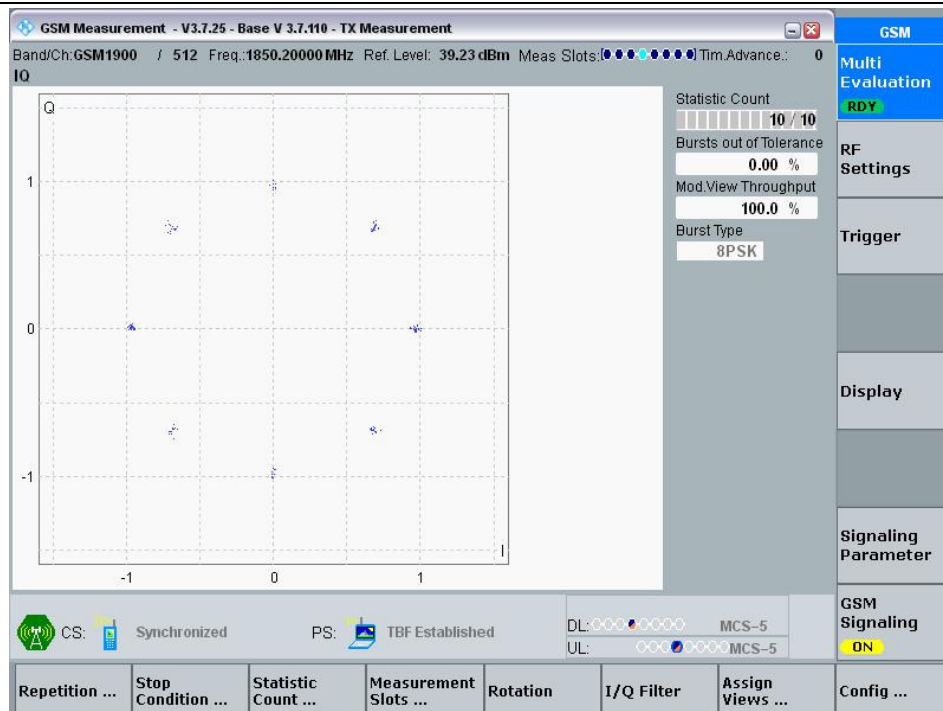 GSM Measurement - V3.7.25 - Base V 3.7.110 - TX Measurement
Band/Ch:GSM1900 / 512 Freq.:1850.20000 MHz Ref. Level: 39.23 dBm Meas Slots: Tim.Advance.: 0
IQ
Q
1
0
-1
I
-1 0 1
Statistic Count
10 / 10
Bursts out of Tolerance
0.00 %
Mod.View Throughput
100.0 %
Burst Type
8PSK
GSM
Multi
Evaluation
RDY
RF
Settings
Trigger
Display
Signaling
Parameter
GSM
Signaling
ON
CS: Synchronized PS: TBF Established
DL: MCS-5
UL: MCS-5
Repetition ...
Stop
Condition ...
Statistic
Count ...
Measurement
Slots ...
Rotation
I/Q Filter
Assign
Views ...
Config ...